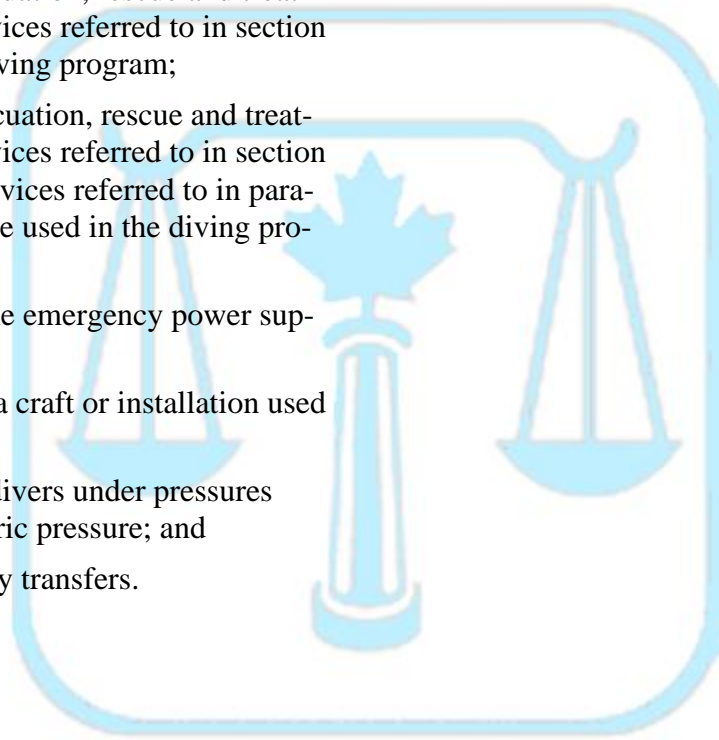 vices referred to in section
ving program;
cuation, rescue and treat-
vices referred to in section
vices referred to in para-
e used in the diving pro-
e emergency power sup-
a craft or installation used
divers under pressures
ric pressure; and
y transfers.